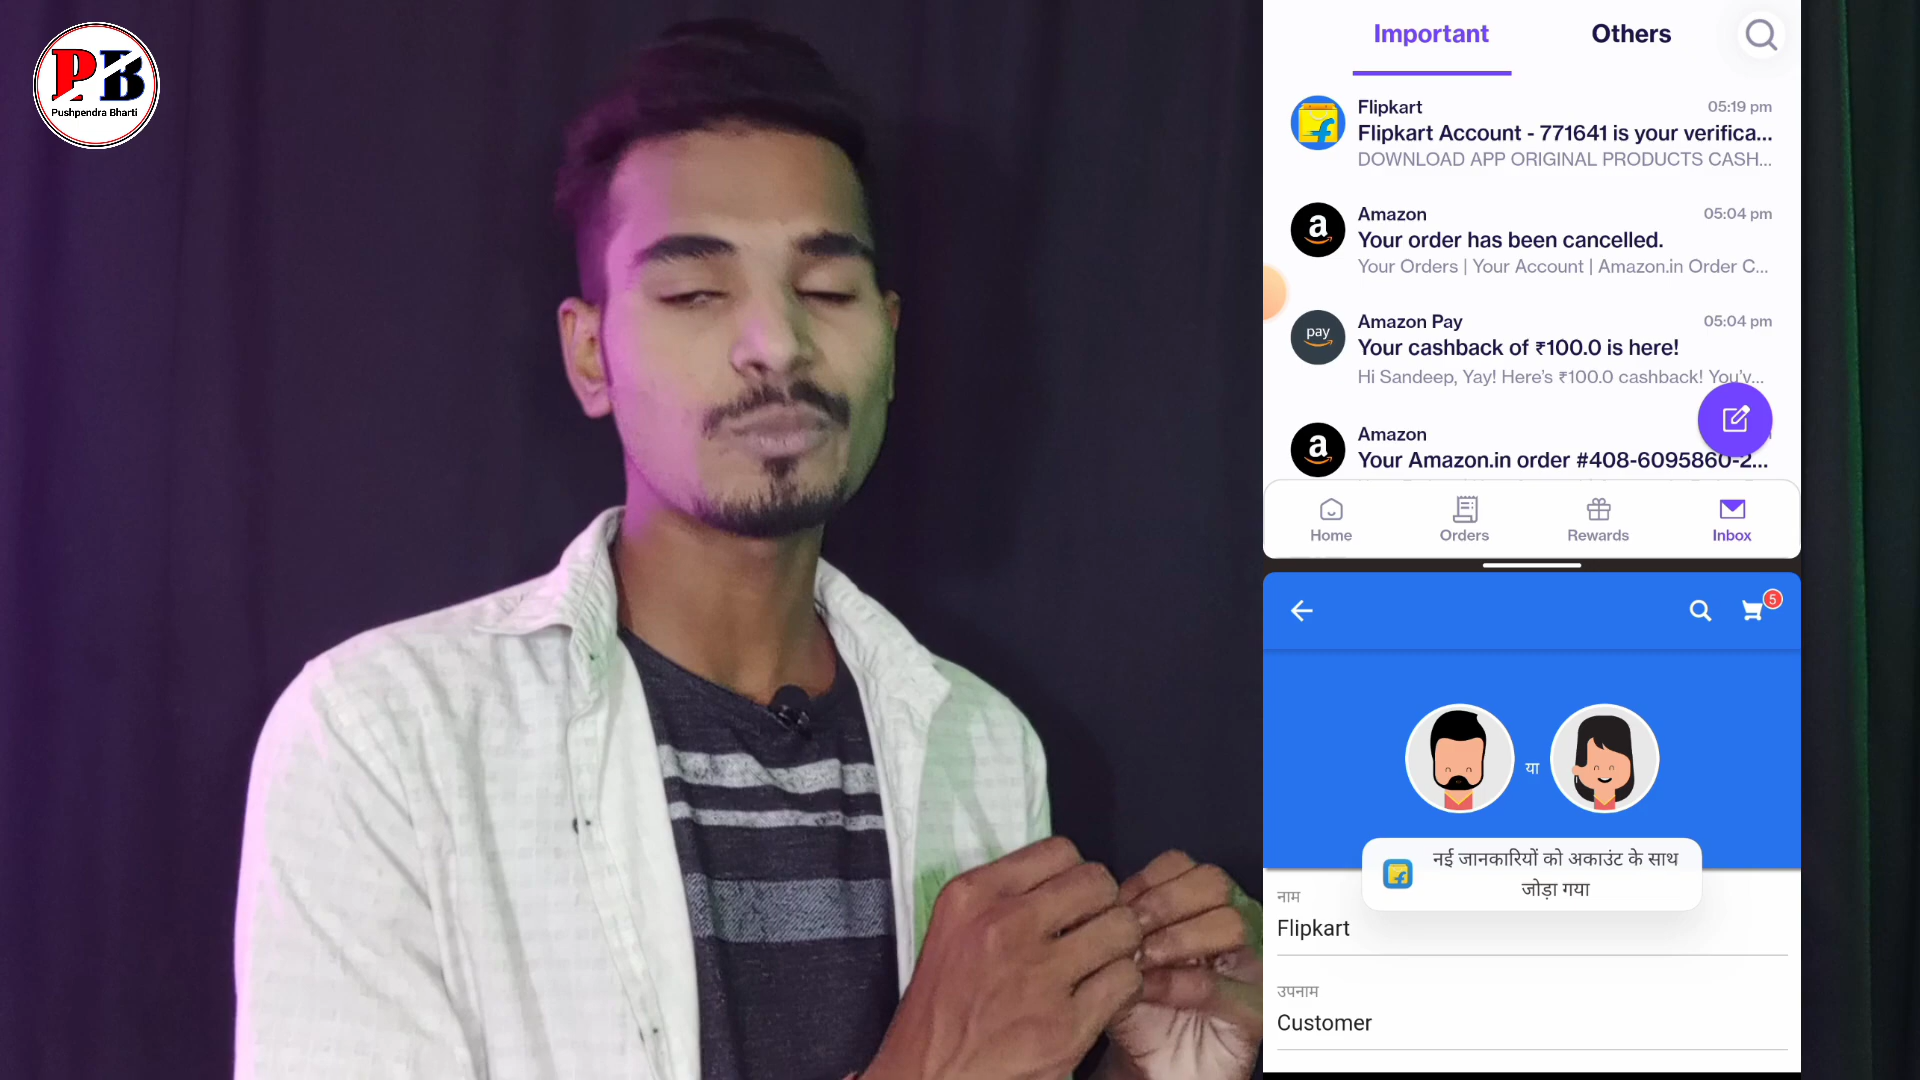 PB
Pushpendra Bharti
Important
Others
Flipkart
05:19 pm
Flipkart Account - 771641 is your verifica...
DOWNLOAD APP ORIGINAL PRODUCTS CASH...
Amazon
05:04 pm
Your order has been cancelled.
Your Orders | Your Account | Amazon.in Order C...
pay
Amazon Pay
05:04 pm
Your cashback of ₹100.0 is here!
Hi Sandeep, Yay! Here's ₹100.0 cashback! You'v...
Amazon
Your Amazon.in order #408-6095860-2...
Home
Orders
Rewards
Inbox
5
या
नई जानकारियों को अकाउंट के साथ
जोड़ा गया
नाम
Flipkart
उपनाम
Customer